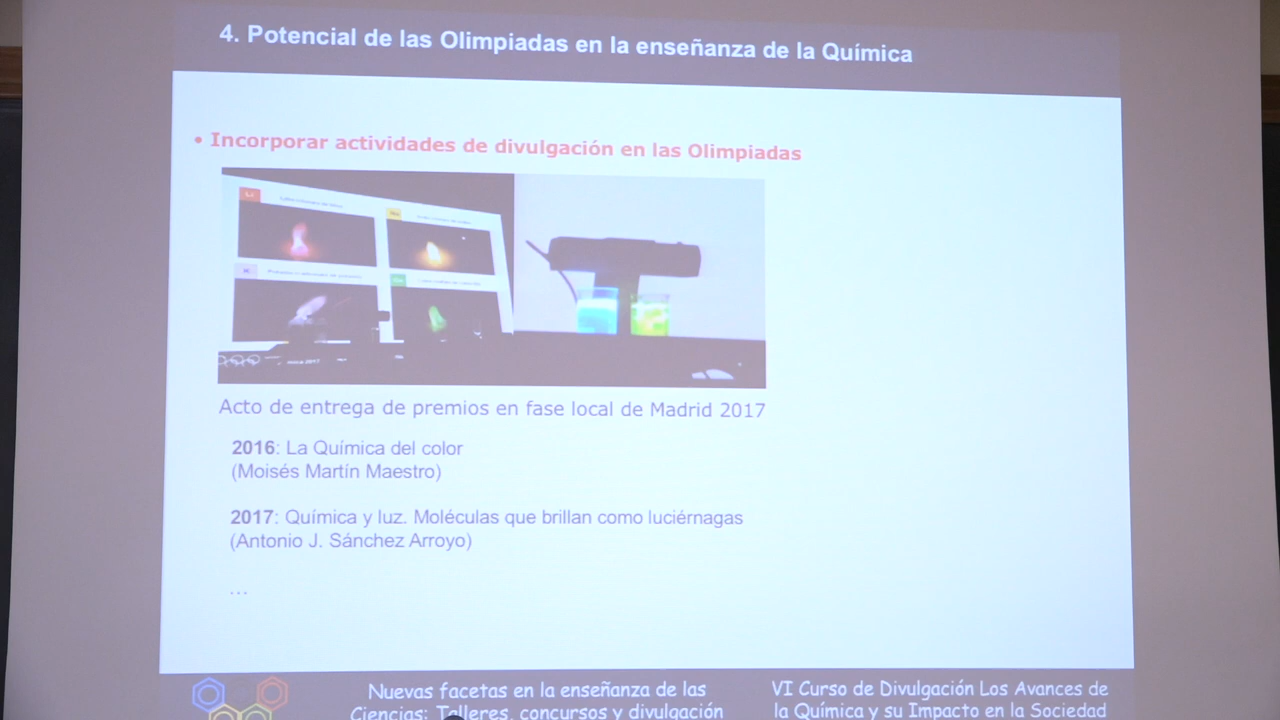 4. Potencial de las Olimpiadas en la enseñanza de la Química
• Incorporar actividades de divulgación en las Olimpiadas
Acto de entrega de premios en fase local de Madrid 2017
2016: La Química del color
(Moisés Martín Maestro)
2017: Química y luz. Moléculas que brillan como luciérnagas
(Antonio J. Sánchez Arroyo)
...
Nuevas facetas en la enseñanza de las
Ciencias: Talleres, concursos y divulgación
VI Curso de Divulgación Los Avances de
la Química y su Impacto en la Sociedad